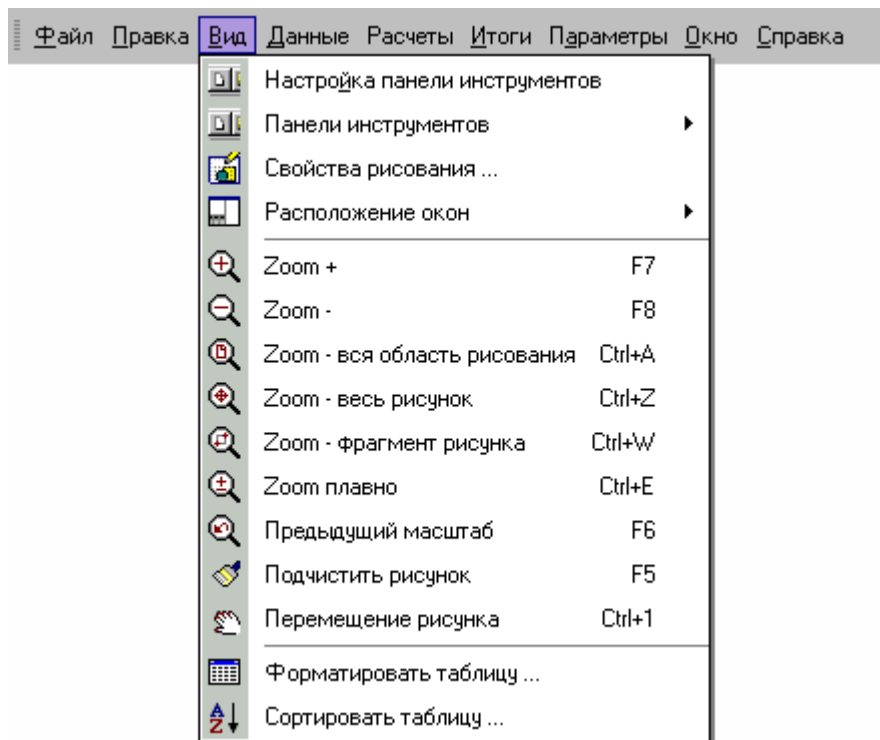 Файл Правка Вид Данные Расчеты Итоги Параметры Окно Справка
Настройка панели инструментов
Панели инструментов
Свойства рисования ...
Расположение окон
Zoom + F7
Zoom - F8
Zoom - вся область рисования Ctrl+A
Zoom - весь рисунок Ctrl+Z
Zoom - фрагмент рисунка Ctrl+W
Zoom плавно Ctrl+E
Предыдущий масштаб F6
Подчистить рисунок F5
Перемещение рисунка Ctrl+1
Форматировать таблицу ...
Сортировать таблицу ...